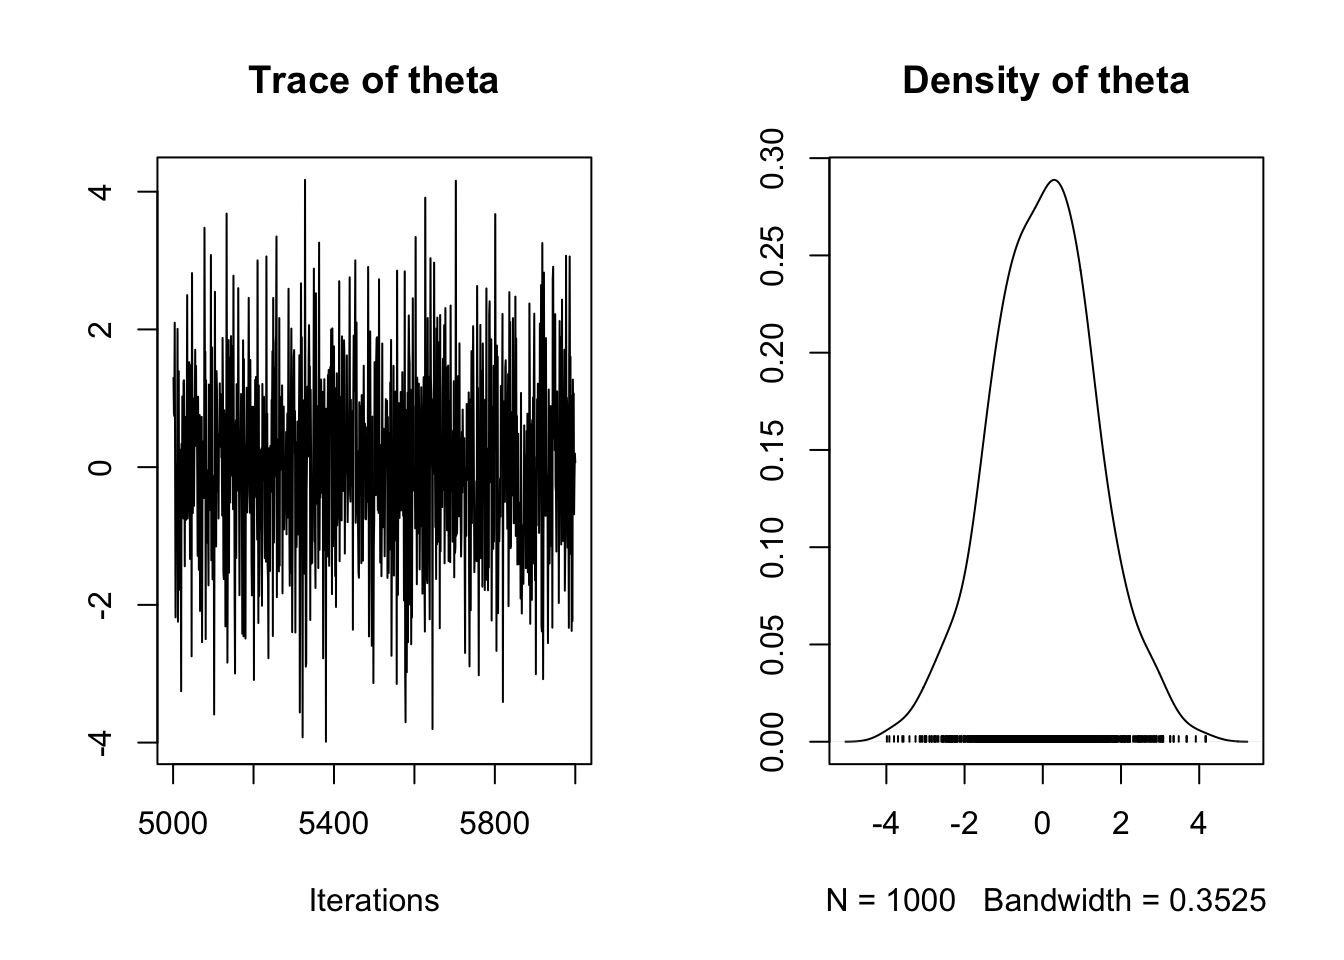 Trace of theta
4
2
0
-2
-4
5000 5400 5800
Iterations
Density of theta
0.30
0.25
0.20
0.15
0.10
0.05
0.00
-4 -2 0 2 4
N = 1000 Bandwidth = 0.3525